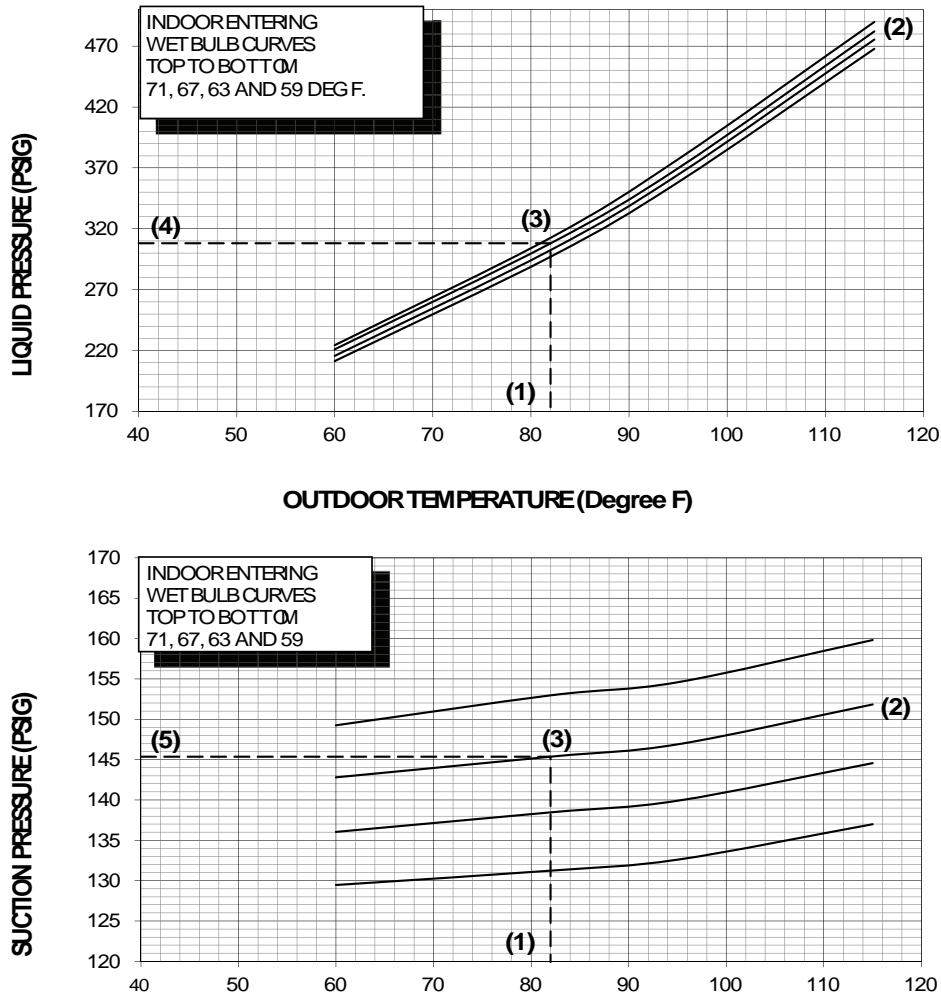 INDOOR ENTERING
WET BULB CURVES
TOP TO BOTTOM
71, 67, 63 AND 59 DEG F.
(2)
470
420
370
320
270
220
170
LIQUID PRESSURE (PSIG)
(4)
(3)
(1)
40 50 60 70 80 90 100 110 120
OUTDOOR TEMPERATURE (Degree F)
INDOOR ENTERING
WET BULB CURVES
TOP TO BOTTOM
71, 67, 63 AND 59
170
165
160
155
150
145
140
135
130
125
120
SUCTION PRESSURE (PSIG)
(2)
(5)
(3)
(1)
40 50 60 70 80 90 100 110 120